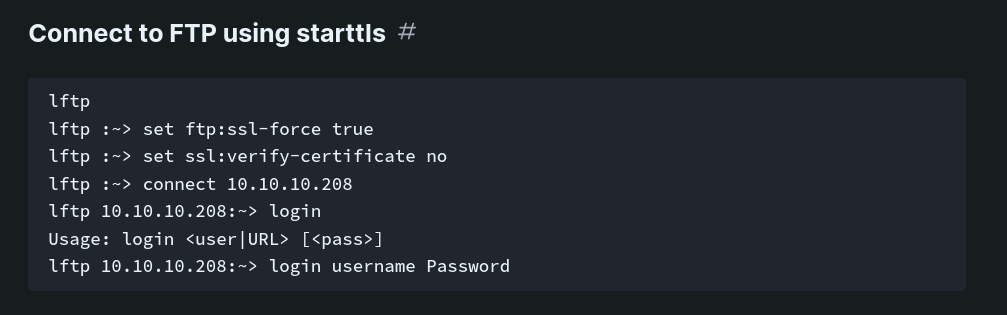 Connect to FTP using starttls #
lftp
lftp :~> set ftp:ssl-force true
lftp :~> set ssl:verify-certificate no
lftp :~> connect 10.10.10.208
lftp 10.10.10.208:~> login
Usage: login <user|URL> [<pass>]
lftp 10.10.10.208:~> login username Password